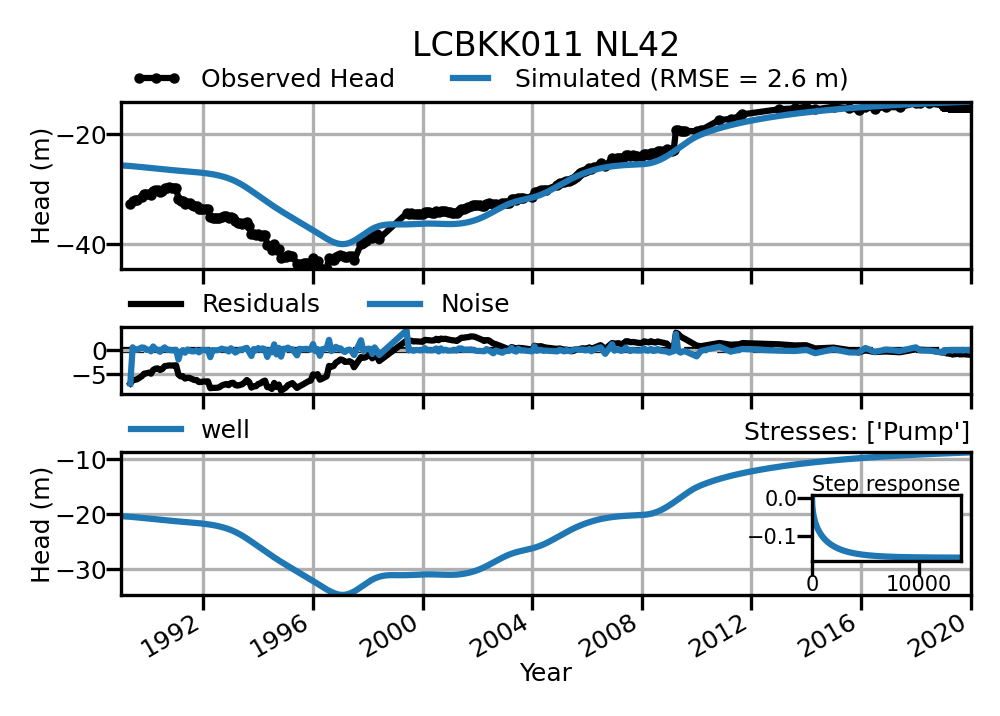 LCBKK011 NL42
Observed Head Simulated (RMSE = 2.6 m)
−20
−40
Head (m)
Residuals Noise
0
−5
well Stresses: ['Pump']
−10
−20
−30
Head (m)
Step response
0.0
−0.1
0 10000
1992 1996 2000 2004 2008 2012 2016 2020
Year